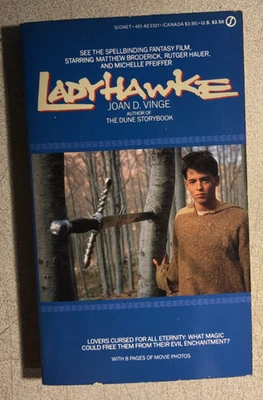 SIGNET • 451-AE3321 • (CANADA $3.95) • U.S. $3.50
SEE THE SPELLBINDING FANTASY FILM,
STARRING MATTHEW BRODERICK, RUTGER HAUER,
AND MICHELLE PFEIFFER
LADYHAWKE
JOAN D. VINGE
AUTHOR OF
THE DUNE STORYBOOK
LOVERS CURSED FOR ALL ETERNITY: WHAT MAGIC
COULD FREE THEM FROM THEIR EVIL ENCHANTMENT?
WITH 8 PAGES OF MOVIE PHOTOS